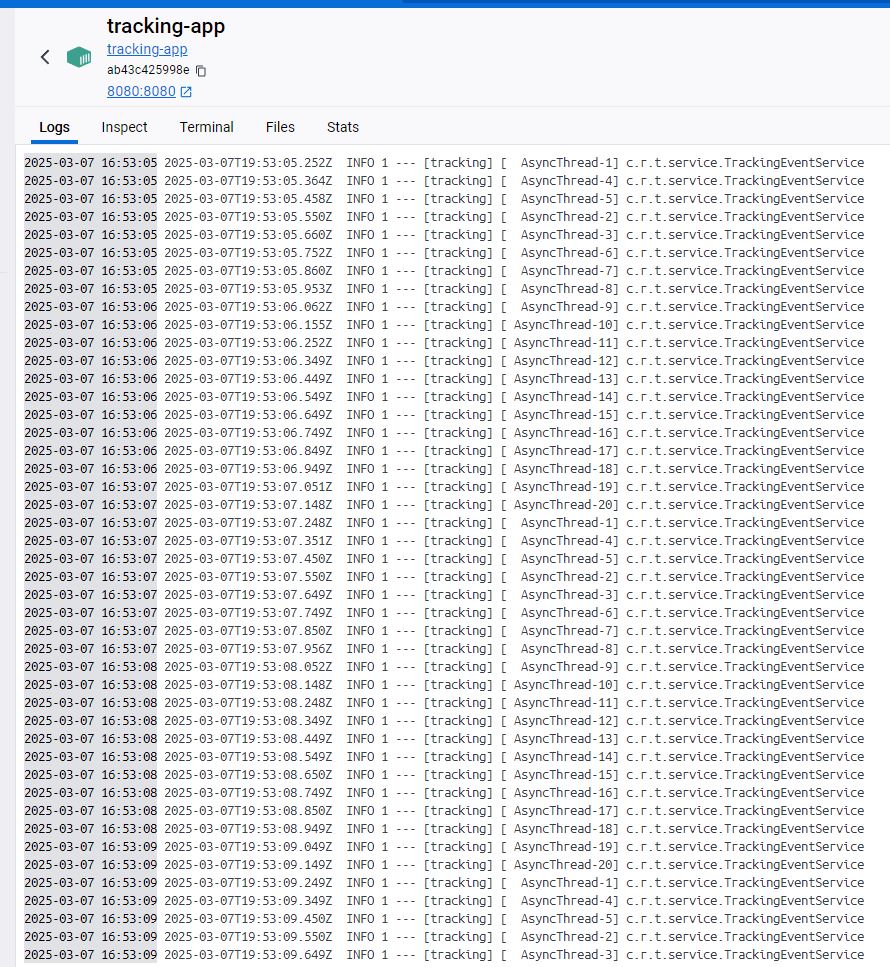 tracking-app
tracking-app
ab43c425998e
8080:8080
Logs Inspect Terminal Files Stats
2025-03-07 16:53:05 2025-03-07T19:53:05.252Z  INFO 1 --- [tracking] [  AsyncThread-1] c.r.t.service.TrackingEventService
2025-03-07 16:53:05 2025-03-07T19:53:05.364Z  INFO 1 --- [tracking] [  AsyncThread-4] c.r.t.service.TrackingEventService
2025-03-07 16:53:05 2025-03-07T19:53:05.458Z  INFO 1 --- [tracking] [  AsyncThread-5] c.r.t.service.TrackingEventService
2025-03-07 16:53:05 2025-03-07T19:53:05.550Z  INFO 1 --- [tracking] [  AsyncThread-2] c.r.t.service.TrackingEventService
2025-03-07 16:53:05 2025-03-07T19:53:05.660Z  INFO 1 --- [tracking] [  AsyncThread-3] c.r.t.service.TrackingEventService
2025-03-07 16:53:05 2025-03-07T19:53:05.752Z  INFO 1 --- [tracking] [  AsyncThread-6] c.r.t.service.TrackingEventService
2025-03-07 16:53:05 2025-03-07T19:53:05.860Z  INFO 1 --- [tracking] [  AsyncThread-7] c.r.t.service.TrackingEventService
2025-03-07 16:53:05 2025-03-07T19:53:05.953Z  INFO 1 --- [tracking] [  AsyncThread-8] c.r.t.service.TrackingEventService
2025-03-07 16:53:06 2025-03-07T19:53:06.062Z  INFO 1 --- [tracking] [  AsyncThread-9] c.r.t.service.TrackingEventService
2025-03-07 16:53:06 2025-03-07T19:53:06.155Z  INFO 1 --- [tracking] [ AsyncThread-10] c.r.t.service.TrackingEventService
2025-03-07 16:53:06 2025-03-07T19:53:06.252Z  INFO 1 --- [tracking] [ AsyncThread-11] c.r.t.service.TrackingEventService
2025-03-07 16:53:06 2025-03-07T19:53:06.349Z  INFO 1 --- [tracking] [ AsyncThread-12] c.r.t.service.TrackingEventService
2025-03-07 16:53:06 2025-03-07T19:53:06.449Z  INFO 1 --- [tracking] [ AsyncThread-13] c.r.t.service.TrackingEventService
2025-03-07 16:53:06 2025-03-07T19:53:06.549Z  INFO 1 --- [tracking] [ AsyncThread-14] c.r.t.service.TrackingEventService
2025-03-07 16:53:06 2025-03-07T19:53:06.649Z  INFO 1 --- [tracking] [ AsyncThread-15] c.r.t.service.TrackingEventService
2025-03-07 16:53:06 2025-03-07T19:53:06.749Z  INFO 1 --- [tracking] [ AsyncThread-16] c.r.t.service.TrackingEventService
2025-03-07 16:53:06 2025-03-07T19:53:06.849Z  INFO 1 --- [tracking] [ AsyncThread-17] c.r.t.service.TrackingEventService
2025-03-07 16:53:06 2025-03-07T19:53:06.949Z  INFO 1 --- [tracking] [ AsyncThread-18] c.r.t.service.TrackingEventService
2025-03-07 16:53:07 2025-03-07T19:53:07.051Z  INFO 1 --- [tracking] [ AsyncThread-19] c.r.t.service.TrackingEventService
2025-03-07 16:53:07 2025-03-07T19:53:07.148Z  INFO 1 --- [tracking] [ AsyncThread-20] c.r.t.service.TrackingEventService
2025-03-07 16:53:07 2025-03-07T19:53:07.248Z  INFO 1 --- [tracking] [  AsyncThread-1] c.r.t.service.TrackingEventService
2025-03-07 16:53:07 2025-03-07T19:53:07.351Z  INFO 1 --- [tracking] [  AsyncThread-4] c.r.t.service.TrackingEventService
2025-03-07 16:53:07 2025-03-07T19:53:07.450Z  INFO 1 --- [tracking] [  AsyncThread-5] c.r.t.service.TrackingEventService
2025-03-07 16:53:07 2025-03-07T19:53:07.550Z  INFO 1 --- [tracking] [  AsyncThread-2] c.r.t.service.TrackingEventService
2025-03-07 16:53:07 2025-03-07T19:53:07.649Z  INFO 1 --- [tracking] [  AsyncThread-3] c.r.t.service.TrackingEventService
2025-03-07 16:53:07 2025-03-07T19:53:07.749Z  INFO 1 --- [tracking] [  AsyncThread-6] c.r.t.service.TrackingEventService
2025-03-07 16:53:07 2025-03-07T19:53:07.850Z  INFO 1 --- [tracking] [  AsyncThread-7] c.r.t.service.TrackingEventService
2025-03-07 16:53:07 2025-03-07T19:53:07.956Z  INFO 1 --- [tracking] [  AsyncThread-8] c.r.t.service.TrackingEventService
2025-03-07 16:53:08 2025-03-07T19:53:08.052Z  INFO 1 --- [tracking] [  AsyncThread-9] c.r.t.service.TrackingEventService
2025-03-07 16:53:08 2025-03-07T19:53:08.148Z  INFO 1 --- [tracking] [ AsyncThread-10] c.r.t.service.TrackingEventService
2025-03-07 16:53:08 2025-03-07T19:53:08.248Z  INFO 1 --- [tracking] [ AsyncThread-11] c.r.t.service.TrackingEventService
2025-03-07 16:53:08 2025-03-07T19:53:08.349Z  INFO 1 --- [tracking] [ AsyncThread-12] c.r.t.service.TrackingEventService
2025-03-07 16:53:08 2025-03-07T19:53:08.449Z  INFO 1 --- [tracking] [ AsyncThread-13] c.r.t.service.TrackingEventService
2025-03-07 16:53:08 2025-03-07T19:53:08.549Z  INFO 1 --- [tracking] [ AsyncThread-14] c.r.t.service.TrackingEventService
2025-03-07 16:53:08 2025-03-07T19:53:08.650Z  INFO 1 --- [tracking] [ AsyncThread-15] c.r.t.service.TrackingEventService
2025-03-07 16:53:08 2025-03-07T19:53:08.749Z  INFO 1 --- [tracking] [ AsyncThread-16] c.r.t.service.TrackingEventService
2025-03-07 16:53:08 2025-03-07T19:53:08.850Z  INFO 1 --- [tracking] [ AsyncThread-17] c.r.t.service.TrackingEventService
2025-03-07 16:53:08 2025-03-07T19:53:08.949Z  INFO 1 --- [tracking] [ AsyncThread-18] c.r.t.service.TrackingEventService
2025-03-07 16:53:09 2025-03-07T19:53:09.049Z  INFO 1 --- [tracking] [ AsyncThread-19] c.r.t.service.TrackingEventService
2025-03-07 16:53:09 2025-03-07T19:53:09.149Z  INFO 1 --- [tracking] [ AsyncThread-20] c.r.t.service.TrackingEventService
2025-03-07 16:53:09 2025-03-07T19:53:09.249Z  INFO 1 --- [tracking] [  AsyncThread-1] c.r.t.service.TrackingEventService
2025-03-07 16:53:09 2025-03-07T19:53:09.349Z  INFO 1 --- [tracking] [  AsyncThread-4] c.r.t.service.TrackingEventService
2025-03-07 16:53:09 2025-03-07T19:53:09.450Z  INFO 1 --- [tracking] [  AsyncThread-5] c.r.t.service.TrackingEventService
2025-03-07 16:53:09 2025-03-07T19:53:09.550Z  INFO 1 --- [tracking] [  AsyncThread-2] c.r.t.service.TrackingEventService
2025-03-07 16:53:09 2025-03-07T19:53:09.649Z  INFO 1 --- [tracking] [  AsyncThread-3] c.r.t.service.TrackingEventService